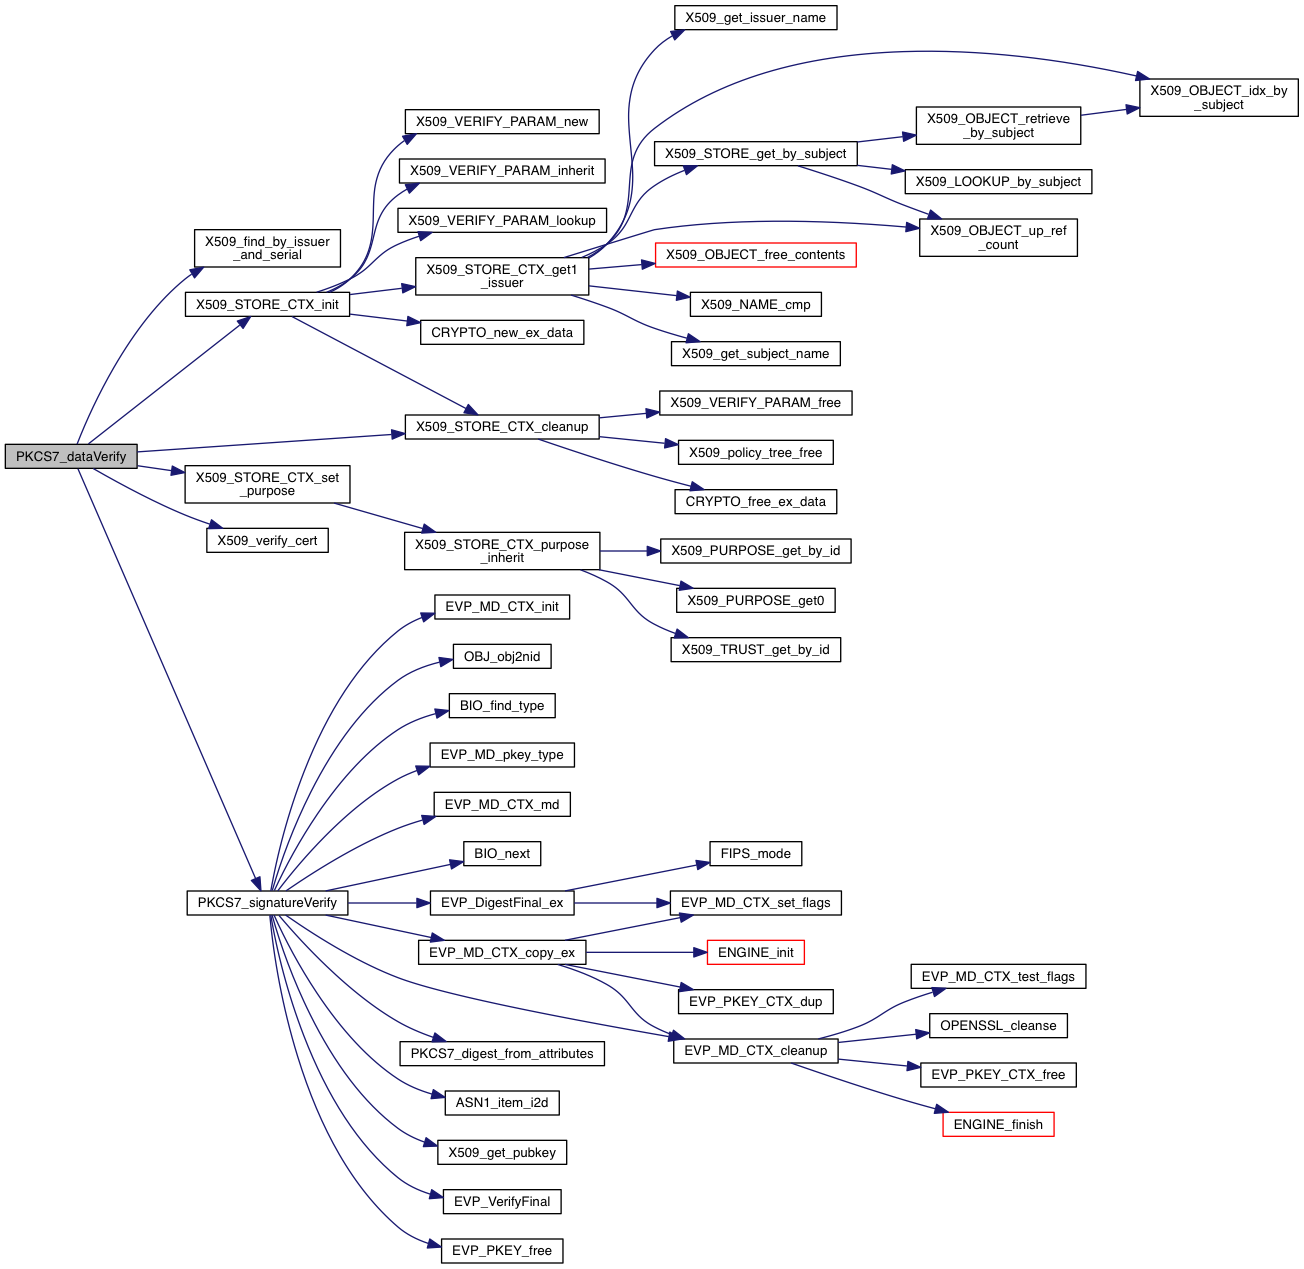 X509_get_issuer_name
X509_OBJECT_idx_by
_subject
X509_VERIFY_PARAM_new
X509_OBJECT_retrieve
_by_subject
X509_STORE_get_by_subject
X509_VERIFY_PARAM_inherit
X509_LOOKUP_by_subject
X509_VERIFY_PARAM_lookup
X509_OBJECT_up_ref
_count
X509_find_by_issuer
_and_serial
X509_OBJECT_free_contents
X509_STORE_CTX_get1
_issuer
X509_STORE_CTX_init
X509_NAME_cmp
CRYPTO_new_ex_data
X509_get_subject_name
X509_VERIFY_PARAM_free
X509_STORE_CTX_cleanup
X509_policy_tree_free
PKCS7_dataVerify
X509_STORE_CTX_set
_purpose
CRYPTO_free_ex_data
X509_verify_cert
X509_STORE_CTX_purpose
_inherit
X509_PURPOSE_get_by_id
X509_PURPOSE_get0
EVP_MD_CTX_init
X509_TRUST_get_by_id
OBJ_obj2nid
BIO_find_type
EVP_MD_pkey_type
EVP_MD_CTX_md
BIO_next
FIPS_mode
PKCS7_signatureVerify
EVP_DigestFinal_ex
EVP_MD_CTX_set_flags
EVP_MD_CTX_copy_ex
ENGINE_init
EVP_MD_CTX_test_flags
EVP_PKEY_CTX_dup
OPENSSL_cleanse
PKCS7_digest_from_attributes
EVP_MD_CTX_cleanup
EVP_PKEY_CTX_free
ASN1_item_i2d
ENGINE_finish
X509_get_pubkey
EVP_VerifyFinal
EVP_PKEY_free